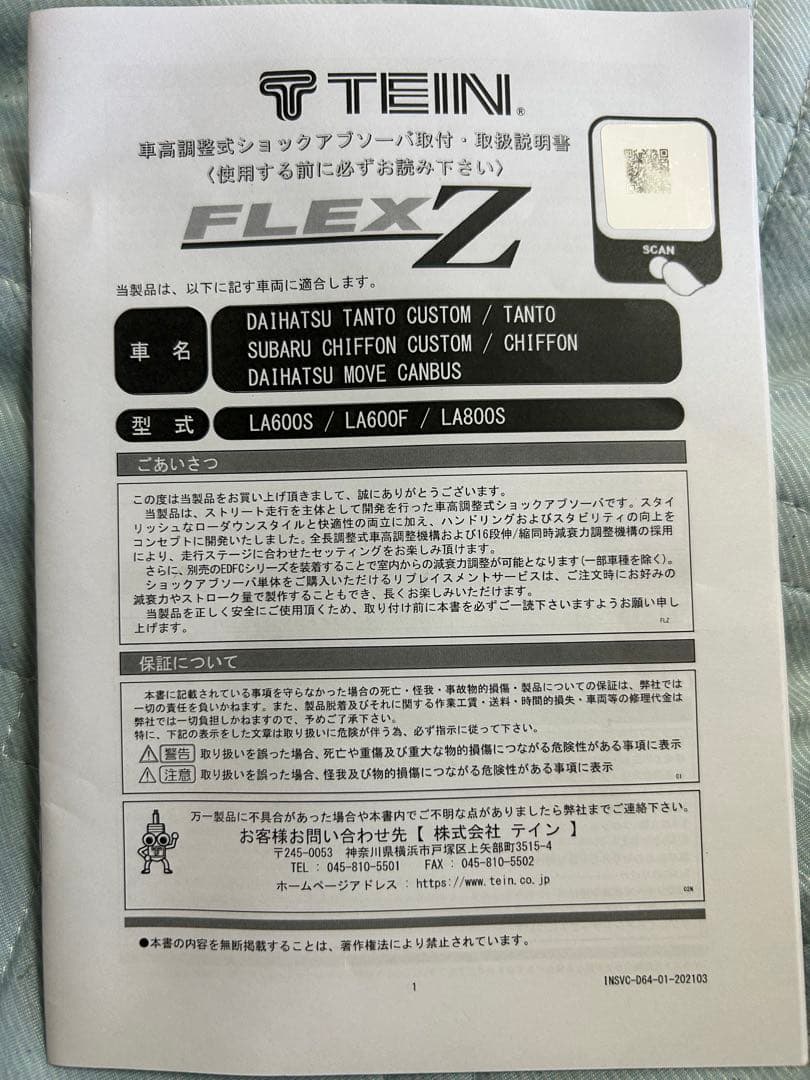 TEIN®
車高調整式ショックアブソーバ取付・取扱説明書
〈使用する前に必ずお読み下さい〉
FLEX Z
SCAN
当製品は、以下に記す車両に適合します。
車 名
DAIHATSU TANTO CUSTOM / TANTO
SUBARU CHIFFON CUSTOM / CHIFFON
DAIHATSU MOVE CANBUS
型 式
LA600S / LA600F / LA800S
ごあいさつ
この度は当製品をお買い上げ頂きまして、誠にありがとうございます。
当製品は、ストリート走行を主体として開発を行った車高調整式ショックアブソーバです。スタイ
リッシュなローダウンスタイルと快適性の両立に加え、ハンドリングおよびスタビリティの向上を
コンセプトに開発いたしました。全長調整式車高調整機構および16段伸/縮同時減衰力調整機構の採用
により、走行ステージに合わせたセッティングをお楽しみ頂けます。
さらに、別売のEDFCシリーズを装着することで室内からの減衰力調整が可能となります(一部車種を除く)。
ショックアブソーバ単体をご購入いただけるリプレイスメントサービスは、ご注文時にお好みの
減衰力やストローク量で製作することもでき、長くお楽しみいただけます。
当製品を正しく安全にご使用頂くため、取り付け前に本書を必ずご一読下さいますようお願い申し
上げます。
FLZ
保証について
本書に記載されている事項を守らなかった場合の死亡・怪我・事故物的損傷・製品についての保証は、弊社では
一切の責任を負いかねます。また、製品脱着及びそれに関する作業工賃・送料・時間的損失・車両等の修理代金は
弊社では一切負担しかねますので、予めご了承下さい。
特に、下記の表示をした文章は取り扱いに危険が伴う為、必ず指示に従って下さい。
警告 取り扱いを誤った場合、死亡や重傷及び重大な物的損傷につながる危険性がある事項に表示
注意 取り扱いを誤った場合、怪我及び物的損傷につながる危険性がある事項に表示
C1
万一製品に不具合があった場合や本書内でご不明な点がありましたら弊社までご連絡下さい。
お客様お問い合わせ先【 株式会社 テイン 】
〒245-0053 神奈川県横浜市戸塚区上矢部町3515-4
TEL : 045-810-5501 FAX : 045-810-5502
ホームページアドレス : https://www.tein.co.jp
02N
●本書の内容を無断掲載することは、著作権法により禁止されています。
1
INSVC-D64-01-202103